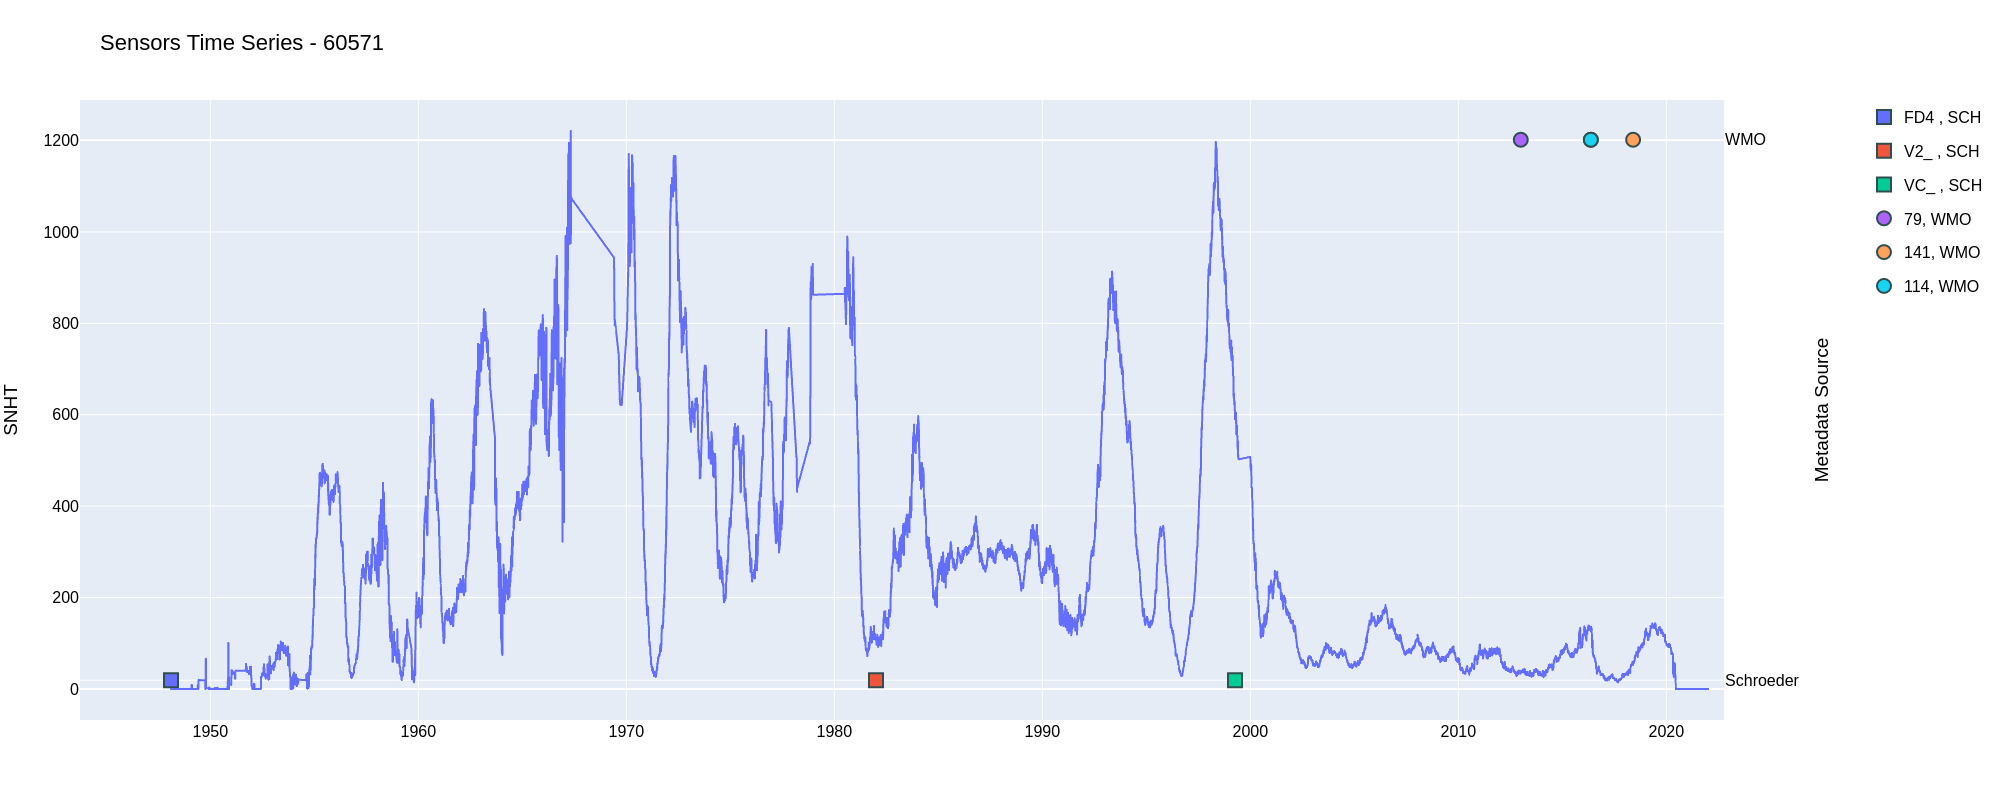 Sensors Time Series - 60571
SNHT
1200
1000
800
600
400
200
0
1950
1960
1970
1980
1990
2000
2010
2020
WMO
Schroeder
Metadata Source
FD4 , SCH
V2_ , SCH
VC_ , SCH
79, WMO
141, WMO
114, WMO